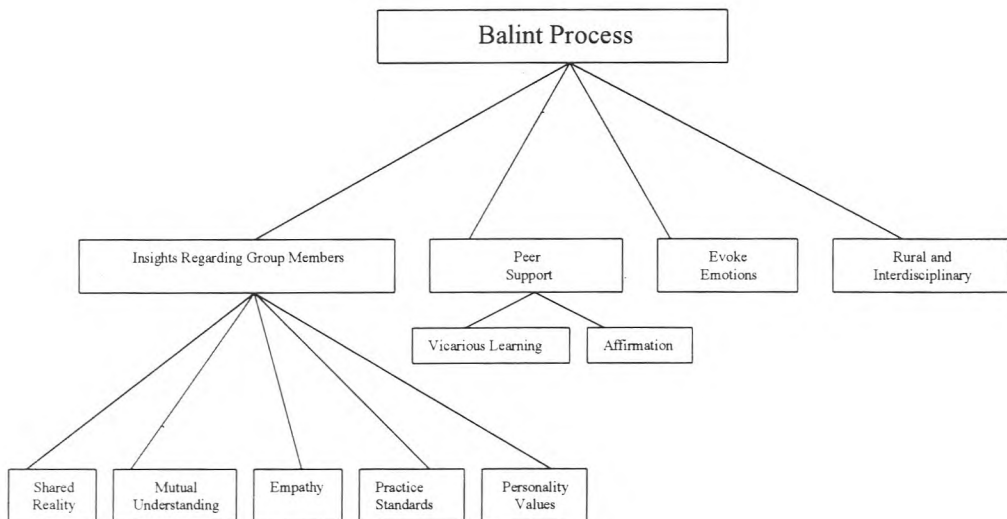 Balint Process
Insights Regarding Group Members
Peer
Support
Evoke
Emotions
Rural and
Interdisciplinary
Vicarious Learning
Affirmation
Shared
Reality
Mutual
Understanding
Empathy
Practice
Standards
Personality
Values